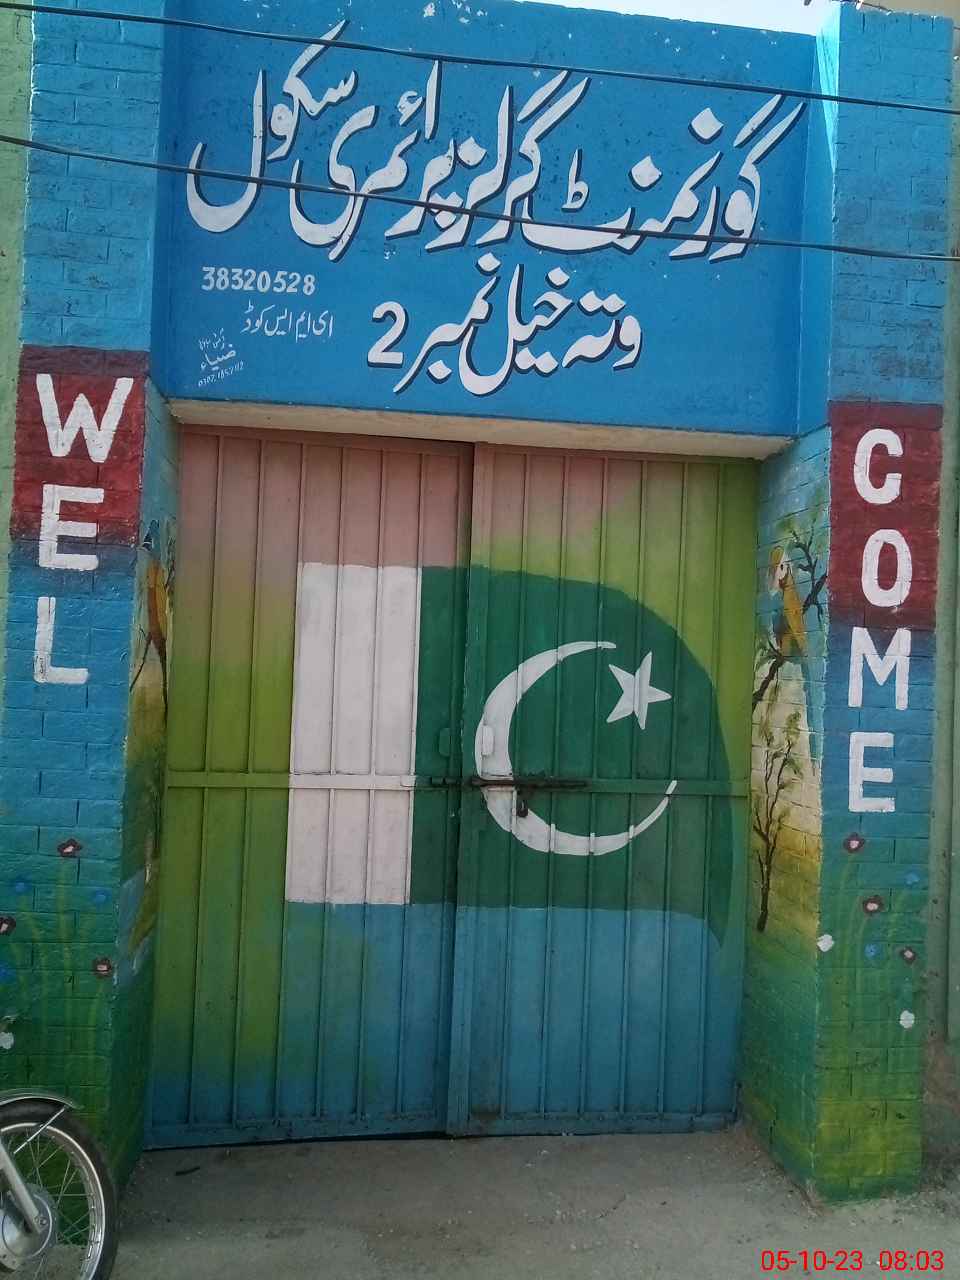 گورنمنٹ گرلز پرائمری سکول
وتہ خیل نمبر 2
38320528
ای ایم ایس کوڈ
ضیاء
WEL
COME
05-10-23 08:03